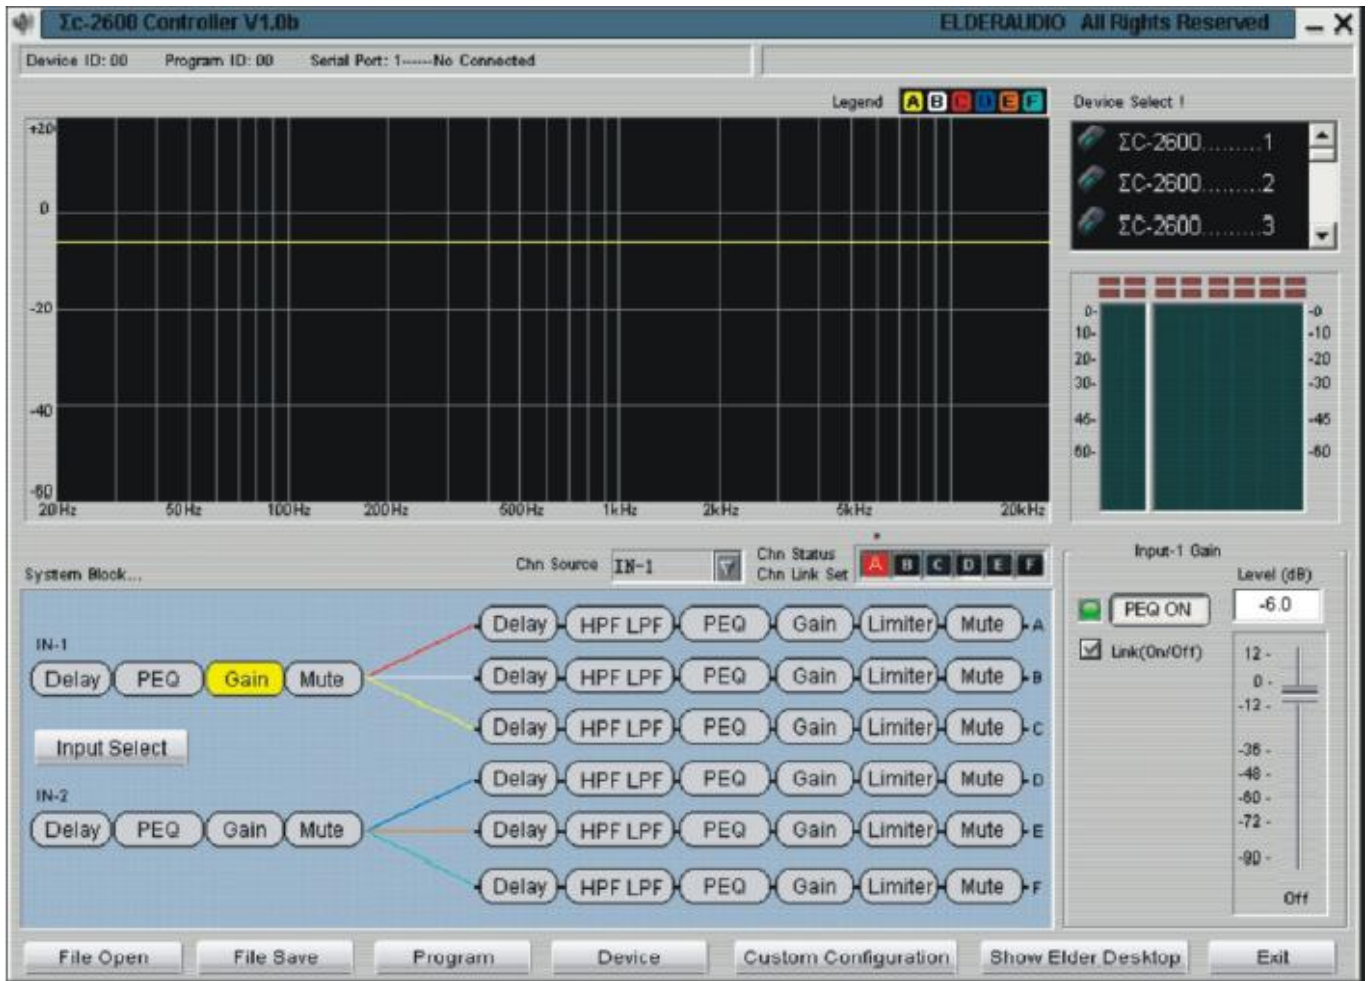 Σc-2600 Controller V1.0b ELDERAUDIO All Rights Reserved
Device ID: 00 Program ID: 00 Serial Port: 1------No Connected
Legend A B C D E F
Device Select !
ΣC-2600.........1
ΣC-2600.........2
ΣC-2600.........3
+20
0
-20
-40
-60
20Hz 50Hz 100Hz 200Hz 500Hz 1kHz 2kHz 5kHz 20kHz
0- -0
10- -10
20- -20
30- -30
45- -45
60- -60
System Block...
Chn Source IN-1
Chn Status
Chn Link Set
A B C D E F
IN-1
Delay PEQ Gain Mute
Input Select
IN-2
Delay PEQ Gain Mute
Delay HPF LPF PEQ Gain Limiter Mute A
Delay HPF LPF PEQ Gain Limiter Mute B
Delay HPF LPF PEQ Gain Limiter Mute C
Delay HPF LPF PEQ Gain Limiter Mute D
Delay HPF LPF PEQ Gain Limiter Mute E
Delay HPF LPF PEQ Gain Limiter Mute F
Input-1 Gain
Level (dB)
PEQ ON -6.0
Link(On/Off)
12 -
0 -
-12 -
-36 -
-48 -
-60 -
-72 -
-90 -
Off
File Open File Save Program Device Custom Configuration Show Elder Desktop Exit